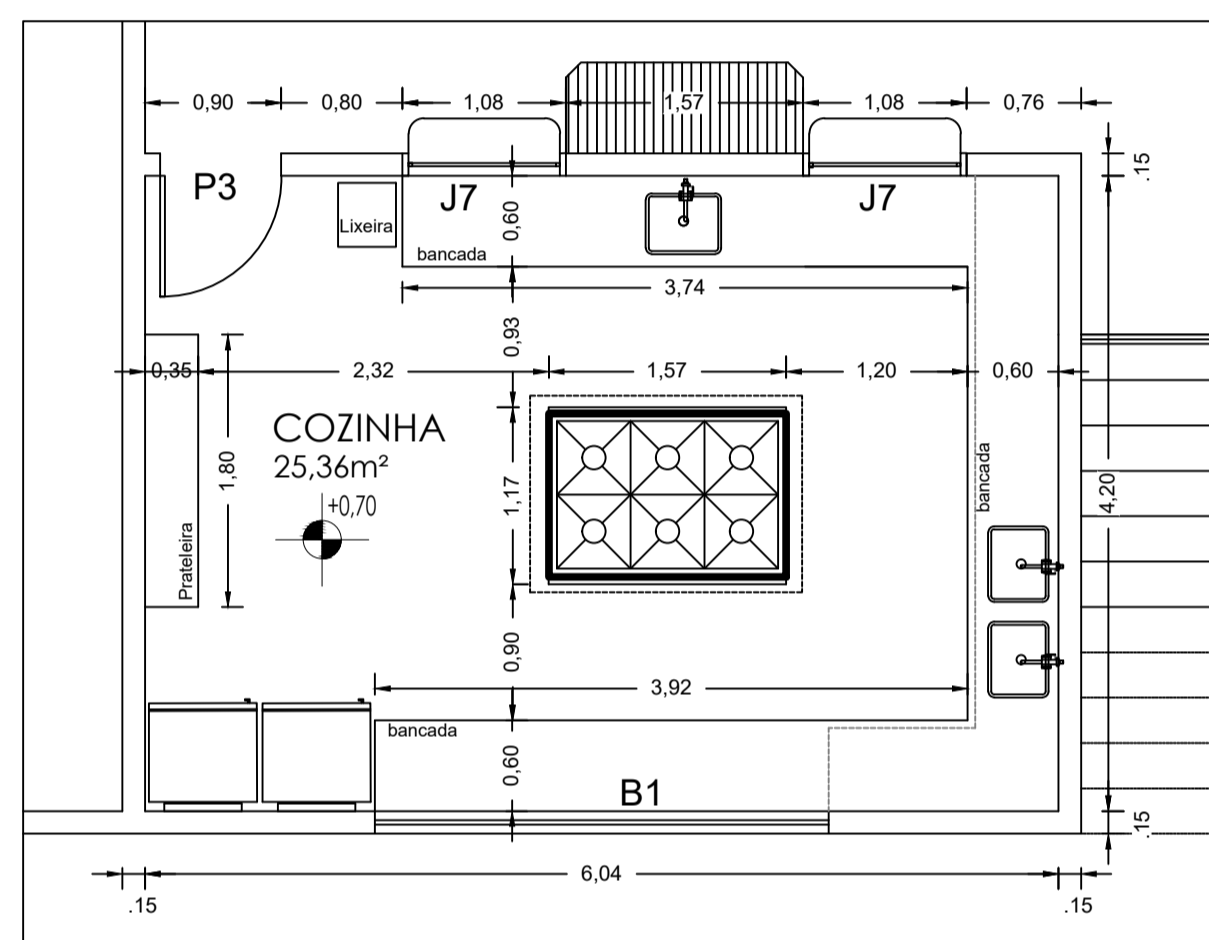 0,90
0,80
1,08
1,57
1,08
0,76
.15
P3
Lixeira
J7
0,60
bancada
J7
3,74
0,93
0,35
2,32
1,57
1,20
0,60
COZINHA
25,36m²
+0,70
1,80
Prateleira
1,17
bancada
4,20
0,90
3,92
bancada
0,60
B1
.15
6,04
.15
.15